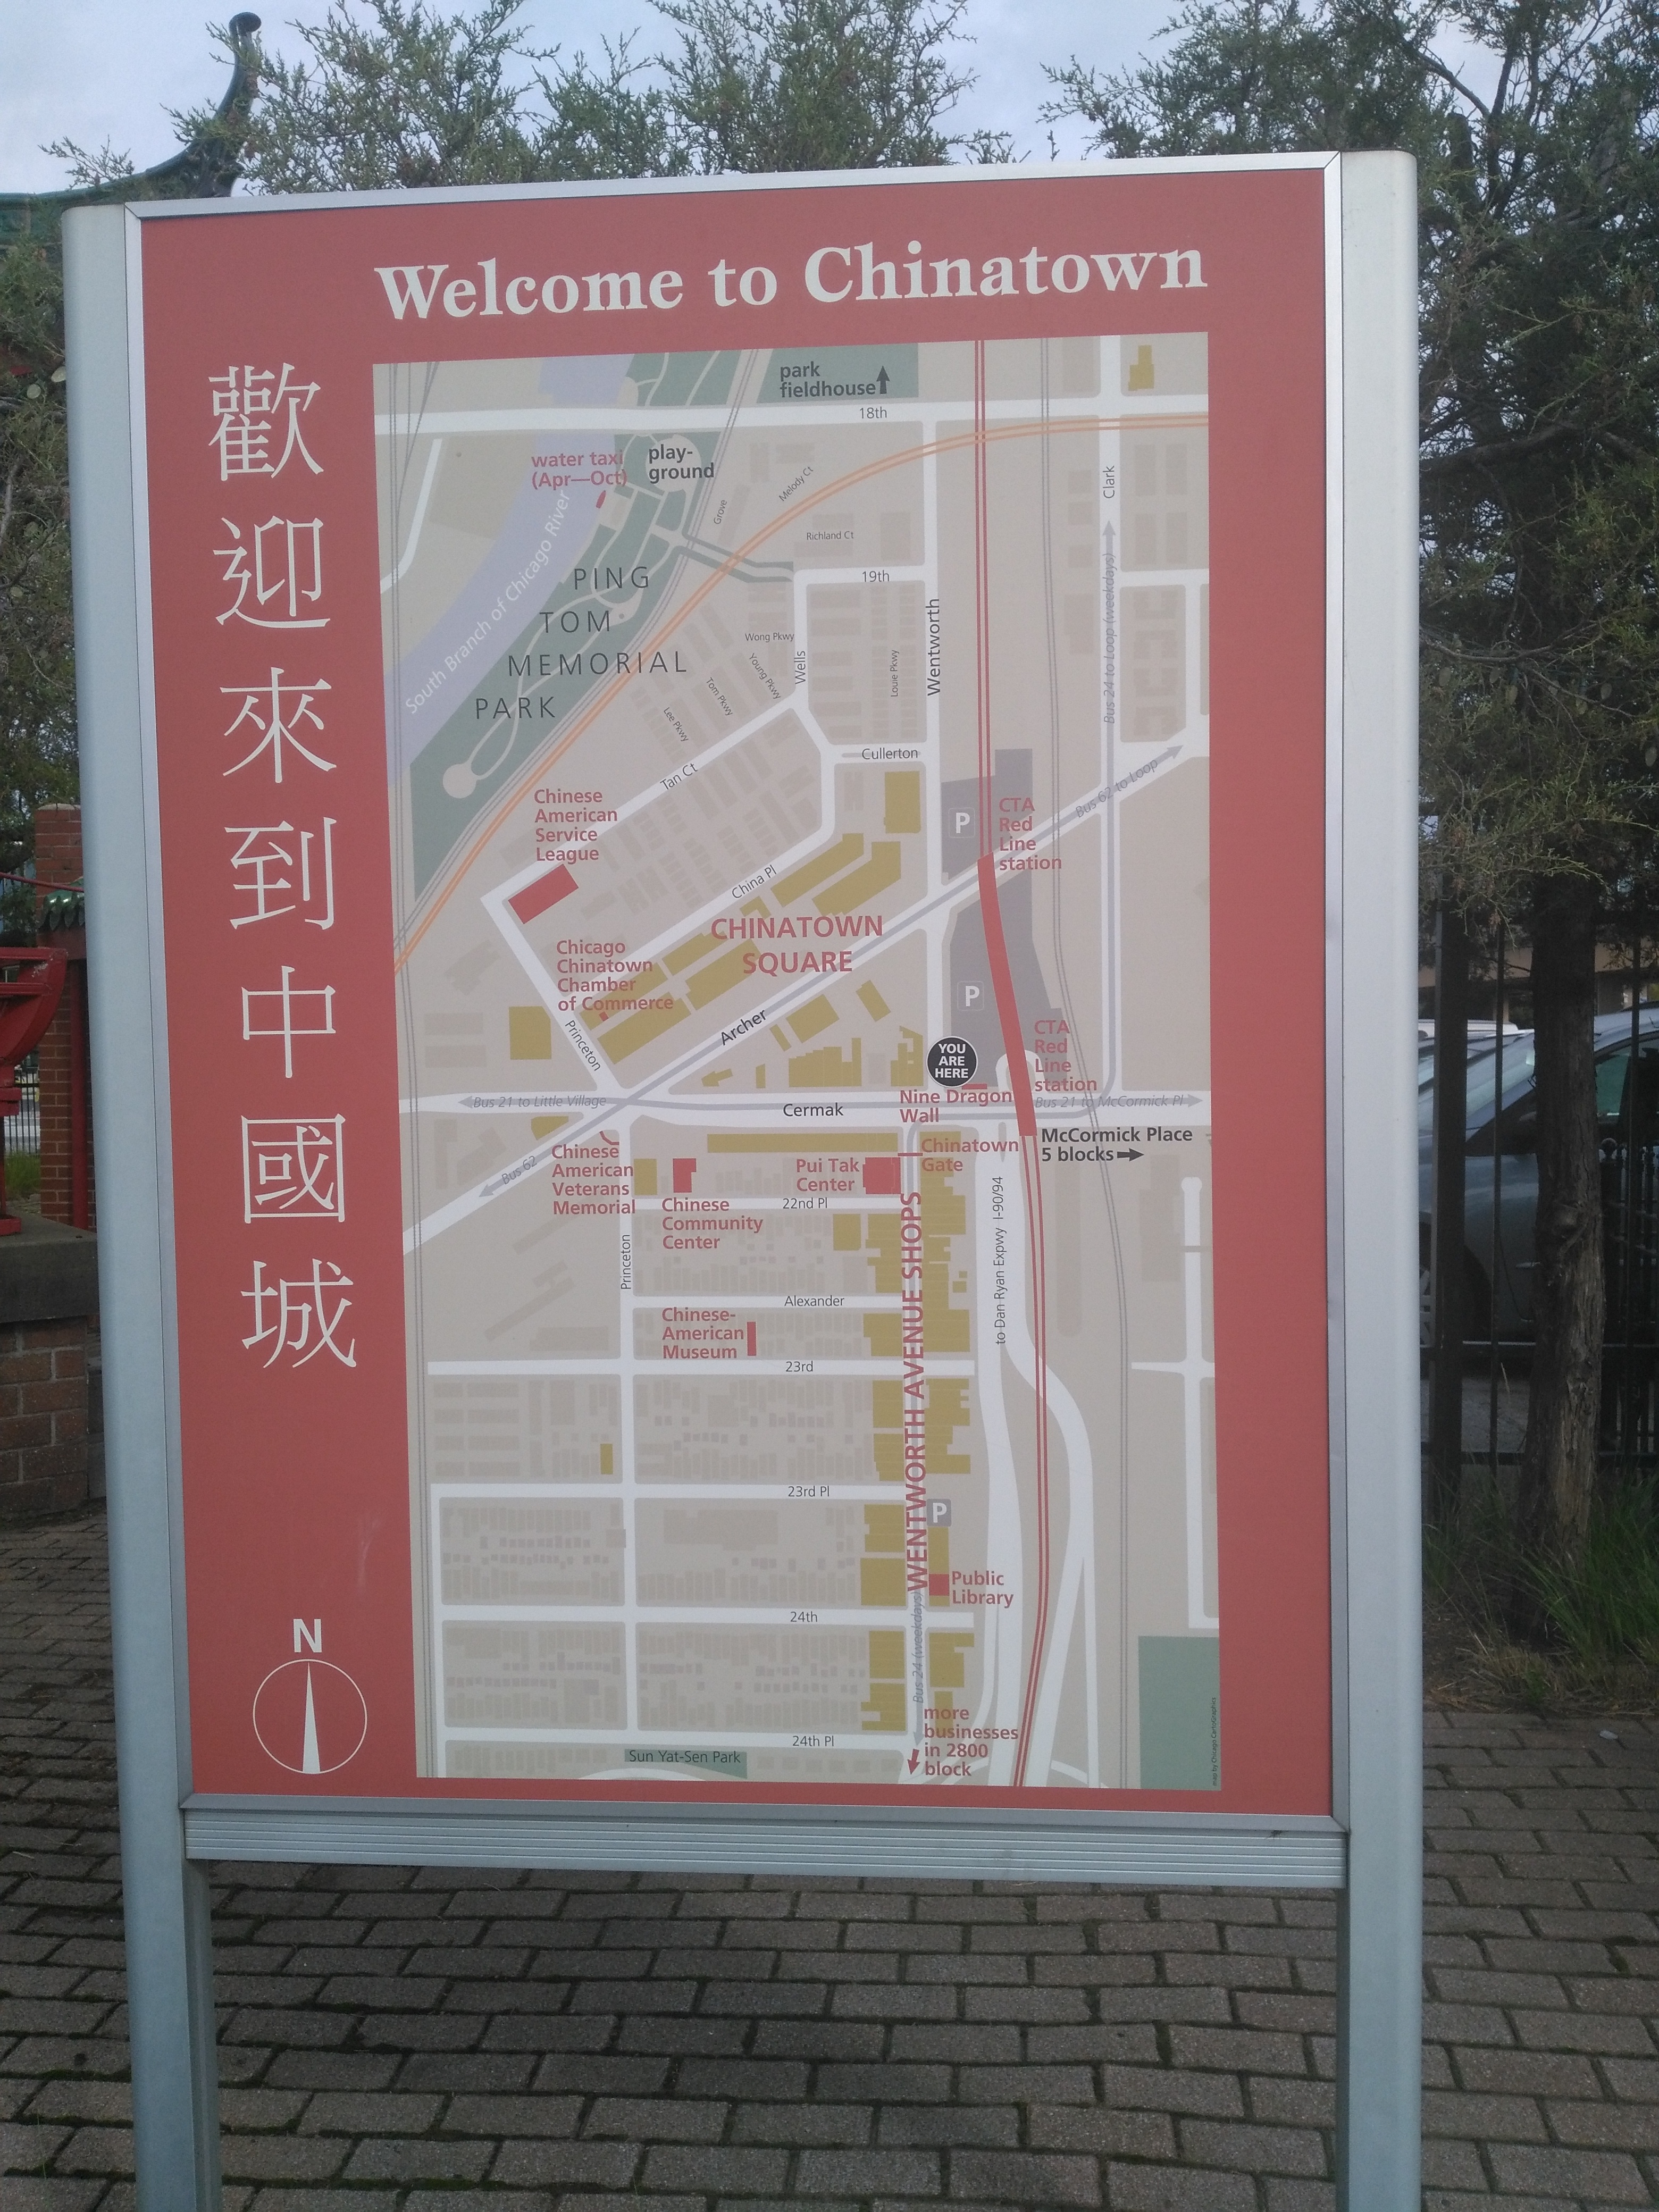 Welcome to Chinatown
歡迎來到中國城
park
fieldhouse
18th
water taxi
(Apr—Oct)
play-
ground
Grove
Melody Ct
Clark
Richland Ct
19th
South Branch of Chicago River
PING
TOM
MEMORIAL
PARK
Wong Pkwy
Young Pkwy
Tom Pkwy
Lee Pkwy
Wells
Louie Pkwy
Wentworth
Bus 24 to Loop (weekdays)
Cullerton
Tan Ct
Bus 62 to Loop
Chinese
American
Service
League
P
CTA
Red
Line
station
China Pl
CHINATOWN
SQUARE
Chicago
Chinatown
Chamber
of Commerce
P
Princeton
Archer
YOU
ARE
HERE
CTA
Red
Line
station
Bus 21 to Little Village
Cermak
Nine Dragon
Wall
Bus 21 to McCormick Pl
McCormick Place
5 blocks
Chinatown
Gate
Bus 62
Chinese
American
Veterans
Memorial
Pui Tak
Center
22nd Pl
Chinese
Community
Center
Princeton
WENTWORTH AVENUE SHOPS
to Dan Ryan Expwy I-90/94
Alexander
Chinese-
American
Museum
23rd
23rd Pl
P
Public
Library
24th
Bus 24 (weekdays)
24th Pl
Sun Yat-Sen Park
more
businesses
in 2800
block
map by Chicago CartoGraphics
N